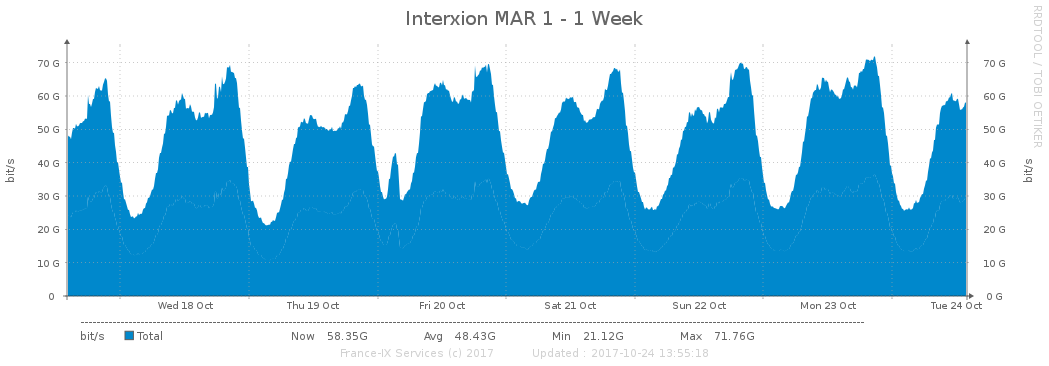 Interxion MAR 1 - 1 Week
RRDTOOL / TOBI OETIKER
bit/s
70 G
60 G
50 G
40 G
30 G
20 G
10 G
0
70 G
60 G
50 G
40 G
30 G
20 G
10 G
0 G
bit/s
Wed 18 Oct Thu 19 Oct Fri 20 Oct Sat 21 Oct Sun 22 Oct Mon 23 Oct Tue 24 Oct
bit/s Total Now 58.35G Avg 48.43G Min 21.12G Max 71.76G
France-IX Services (c) 2017 Updated : 2017-10-24 13:55:18